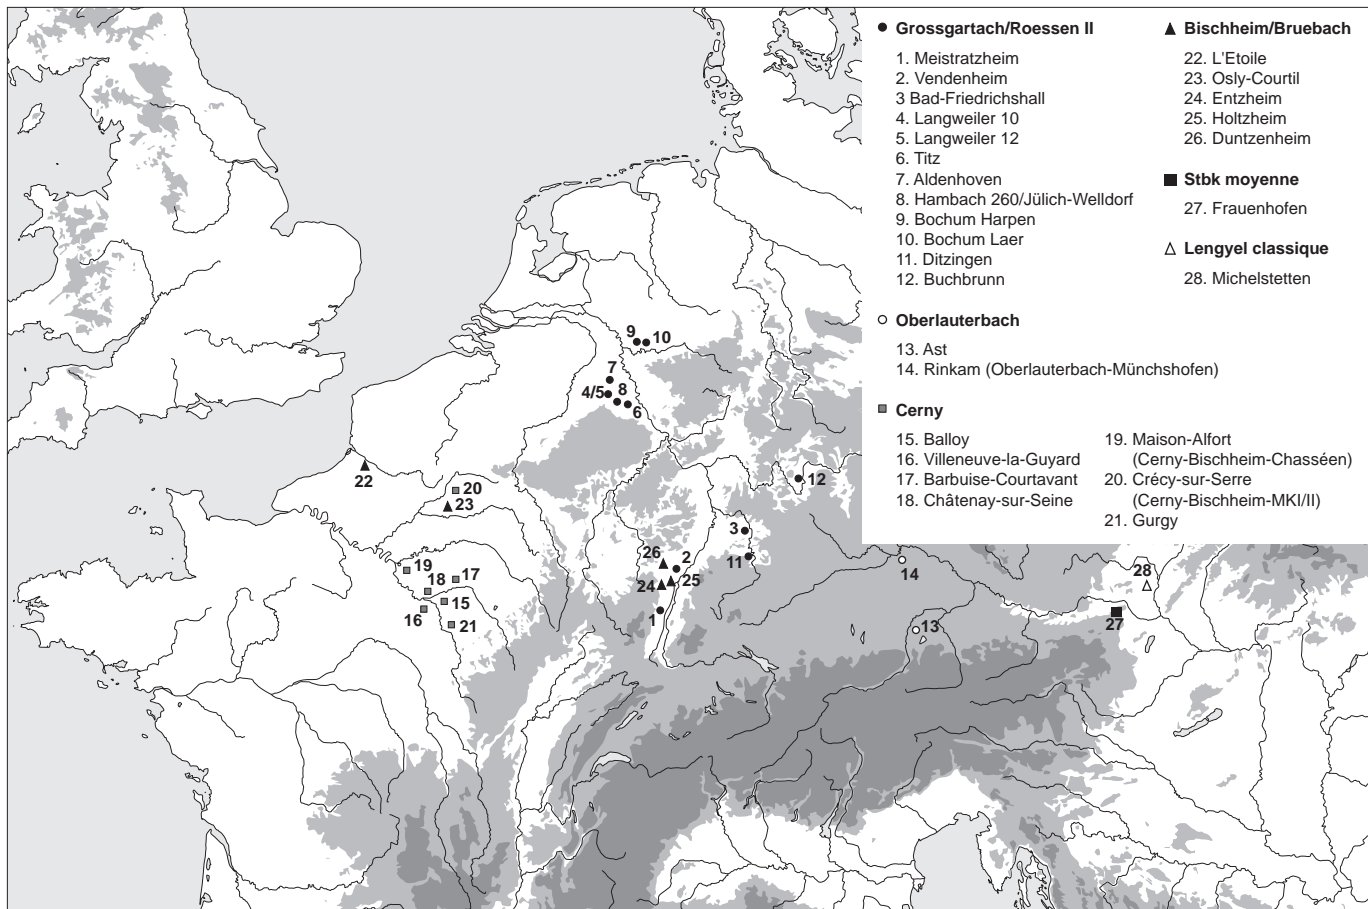 Grossgartach/Roessen II
1. Meistratzheim
2. Vendenheim
3 Bad-Friedrichshall
4. Langweiler 10
5. Langweiler 12
6. Titz
7. Aldenhoven
8. Hambach 260/Jülich-Welldorf
9. Bochum Harpen
10. Bochum Laer
11. Ditzingen
12. Buchbrunn
Bischheim/Bruebach
22. L'Etoile
23. Osly-Courtil
24. Entzheim
25. Holtzheim
26. Duntzenheim
Stbk moyenne
27. Frauenhofen
Lengyel classique
28. Michelstetten
Oberlauterbach
13. Ast
14. Rinkam (Oberlauterbach-Münchshofen)
Cerny
15. Balloy
16. Villeneuve-la-Guyard
17. Barbuise-Courtavant
18. Châtenay-sur-Seine
19. Maison-Alfort
(Cerny-Bischheim-Chasséen)
20. Crécy-sur-Serre
(Cerny-Bischheim-MKI/II)
21. Gurgy
9
10
7
4/5
8
6
22
20
23
12
3
11
26
2
24
25
1
19
18
17
15
16
21
14
13
28
27